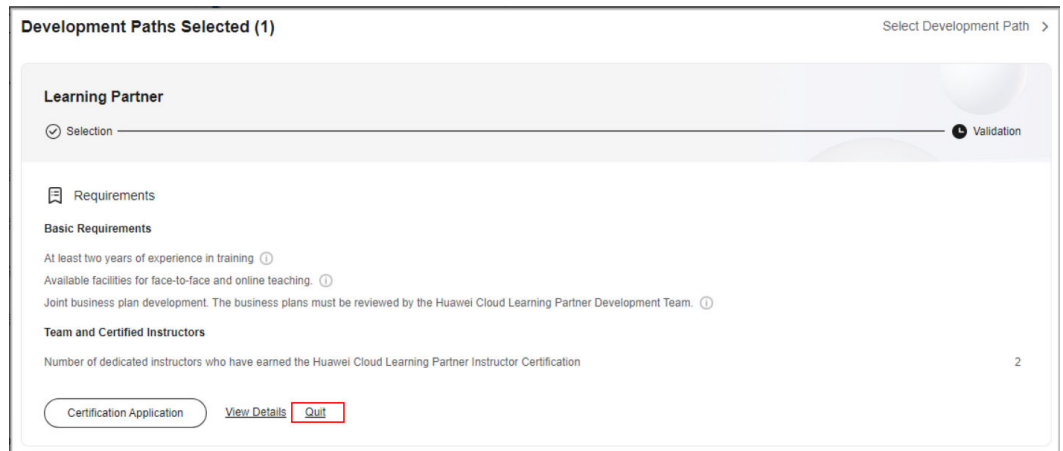 Development Paths Selected (1)
Select Development Path >
Learning Partner
Selection
Validation
Requirements
Basic Requirements
At least two years of experience in training
Available facilities for face-to-face and online teaching.
Joint business plan development. The business plans must be reviewed by the Huawei Cloud Learning Partner Development Team.
Team and Certified Instructors
Number of dedicated instructors who have earned the Huawei Cloud Learning Partner Instructor Certification 2
Certification Application View Details Quit